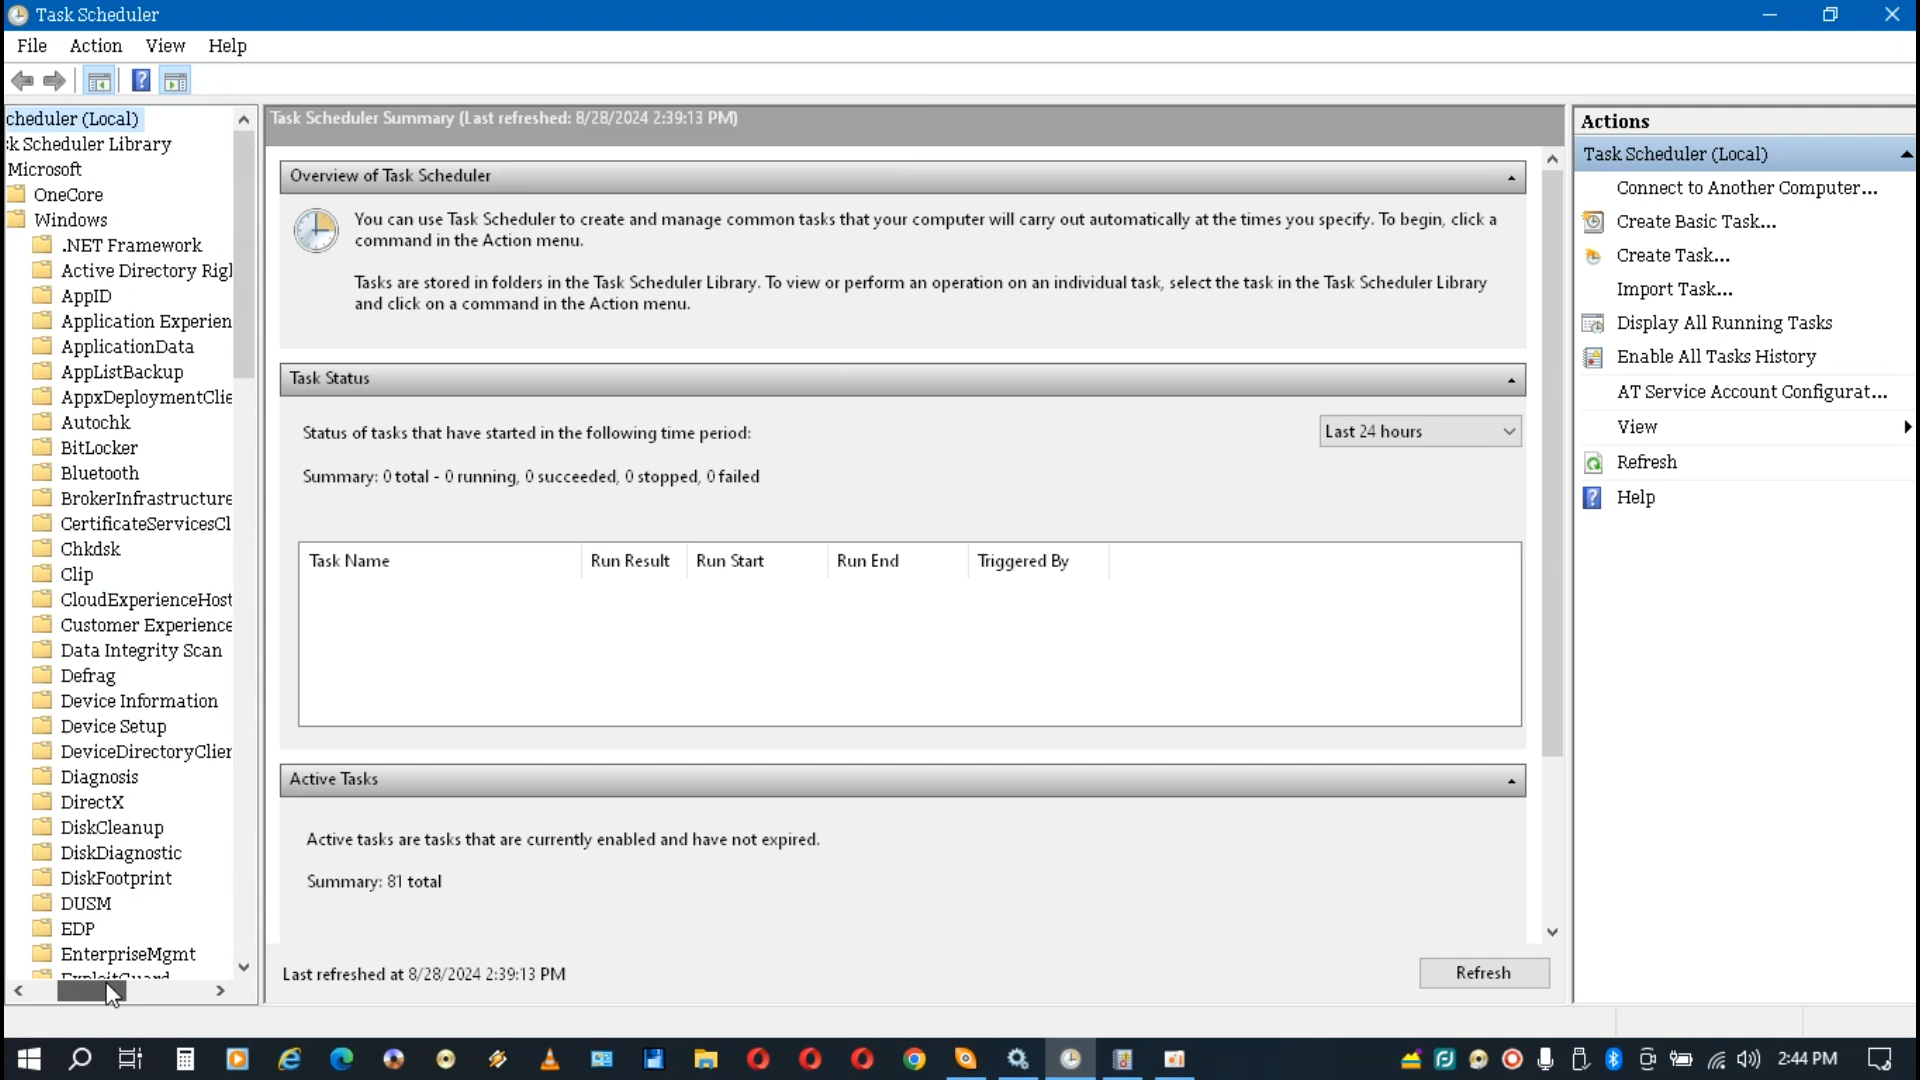 Task Scheduler
File Action View Help
cheduler (Local)
k Scheduler Library
Microsoft
OneCore
Windows
.NET Framework
Active Directory Rig
AppID
Application Experien
ApplicationData
AppListBackup
AppxDeploymentClie
Autochk
BitLocker
Bluetooth
BrokerInfrastructure
CertificateServicesCl
Chkdsk
Clip
CloudExperienceHost
Customer Experience
Data Integrity Scan
Defrag
Device Information
Device Setup
DeviceDirectoryClier
Diagnosis
DirectX
DiskCleanup
DiskDiagnostic
DiskFootprint
DUSM
EDP
EnterpriseMgmt
ExploitGuard
Task Scheduler Summary (Last refreshed: 8/28/2024 2:39:13 PM)
Overview of Task Scheduler
You can use Task Scheduler to create and manage common tasks that your computer will carry out automatically at the times you specify. To begin, click a
command in the Action menu.
Tasks are stored in folders in the Task Scheduler Library. To view or perform an operation on an individual task, select the task in the Task Scheduler Library
and click on a command in the Action menu.
Task Status
Status of tasks that have started in the following time period:
Last 24 hours
Summary: 0 total - 0 running, 0 succeeded, 0 stopped, 0 failed
Task Name Run Result Run Start Run End Triggered By
Active Tasks
Active tasks are tasks that are currently enabled and have not expired.
Summary: 81 total
Last refreshed at 8/28/2024 2:39:13 PM
Refresh
Actions
Task Scheduler (Local)
Connect to Another Computer...
Create Basic Task...
Create Task...
Import Task...
Display All Running Tasks
Enable All Tasks History
AT Service Account Configurat...
View
Refresh
Help
2:44 PM